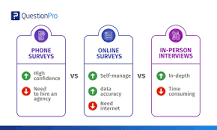 QuestionPro
PHONE
SURVEYS
High
confidence
Need
to hire an
agency
VS
ONLINE
SURVEYS
Self-manage
data
accuracy
Need
Internet
VS
IN-PERSON
INTERVIEWS
In-depth
Time
consuming